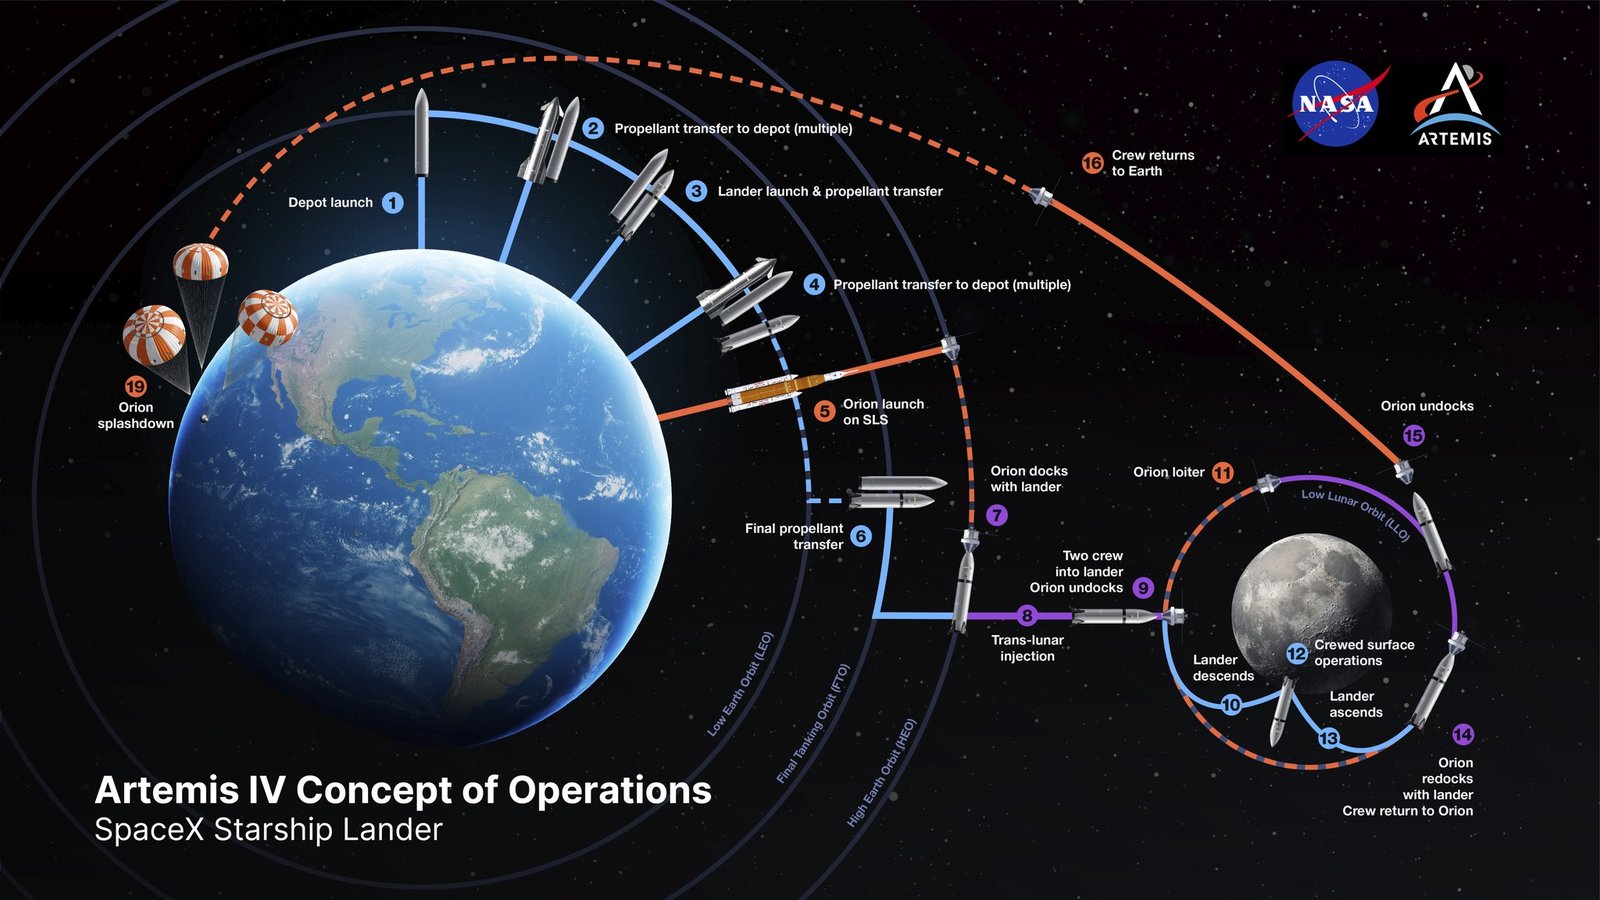 NASA
ARTEMIS
1 Depot launch
2 Propellant transfer to depot (multiple)
3 Lander launch & propellant transfer
4 Propellant transfer to depot (multiple)
5 Orion launch
on SLS
6 Final propellant
transfer
7 Orion docks
with lander
8 Trans-lunar
injection
9 Two crew
into lander
Orion undocks
10 Lander
descends
11 Orion loiter
12 Crewed surface
operations
13 Lander
ascends
14 Orion
redocks
with lander
Crew return to Orion
15 Orion undocks
16 Crew returns
to Earth
19 Orion
splashdown
Low Lunar Orbit (LLO)
Low Earth Orbit (LEO)
Final Tanking Orbit (FTO)
High Earth Orbit (HEO)
Artemis IV Concept of Operations
SpaceX Starship Lander